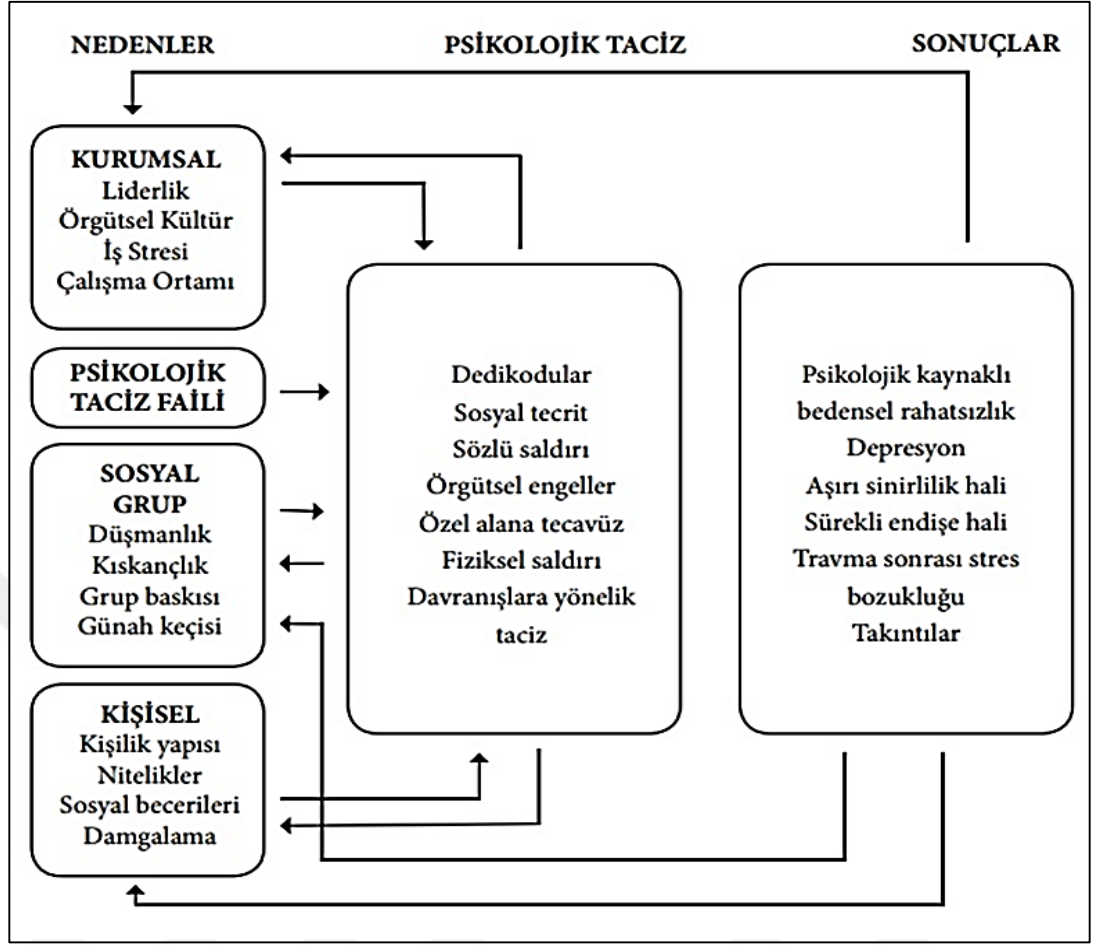 NEDENLER
PSİKOLOJİK TACİZ
SONUÇLAR
KURUMSAL
Liderlik
Örgütsel Kültür
İş Stresi
Çalışma Ortamı
PSİKOLOJİK
TACİZ FAİLİ
SOSYAL
GRUP
Düşmanlık
Kıskançlık
Grup baskısı
Günah keçisi
KİŞİSEL
Kişilik yapısı
Nitelikler
Sosyal becerileri
Damgalama
Dedikodular
Sosyal tecrit
Sözlü saldırı
Örgütsel engeller
Özel alana tecavüz
Fiziksel saldırı
Davranışlara yönelik
taciz
Psikolojik kaynaklı
bedensel rahatsızlık
Depresyon
Aşırı sinirlilik hali
Sürekli endişe hali
Travma sonrası stres
bozukluğu
Takıntılar